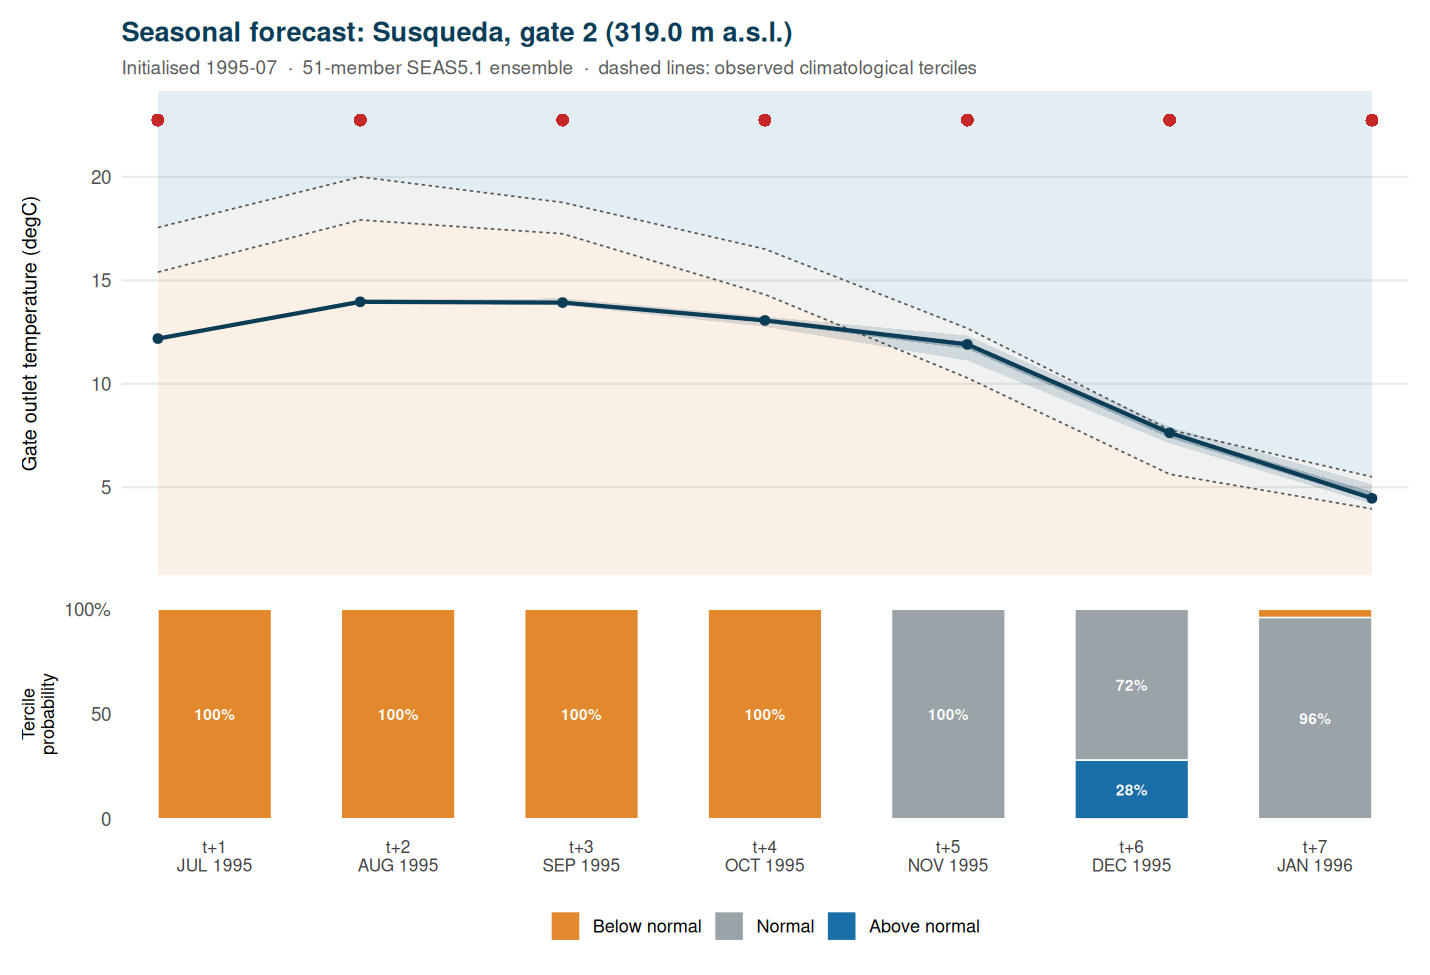 Seasonal forecast: Susqueda, gate 2 (319.0 m a.s.l.)
Initialised 1995-07 · 51-member SEAS5.1 ensemble · dashed lines: observed climatological terciles
Gate outlet temperature (degC)
20
15
10
5
Tercile
probability
100%
50
0
100%
100%
100%
100%
100%
72%
28%
96%
t+1
JUL 1995
t+2
AUG 1995
t+3
SEP 1995
t+4
OCT 1995
t+5
NOV 1995
t+6
DEC 1995
t+7
JAN 1996
Below normal
Normal
Above normal